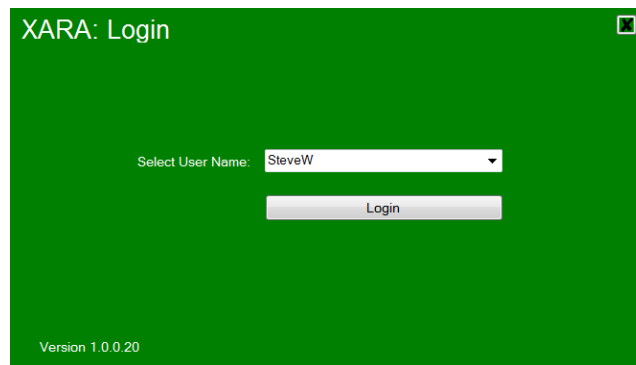 XARA: Login
X
Select User Name: SteveW
Login
Version 1.0.0.20